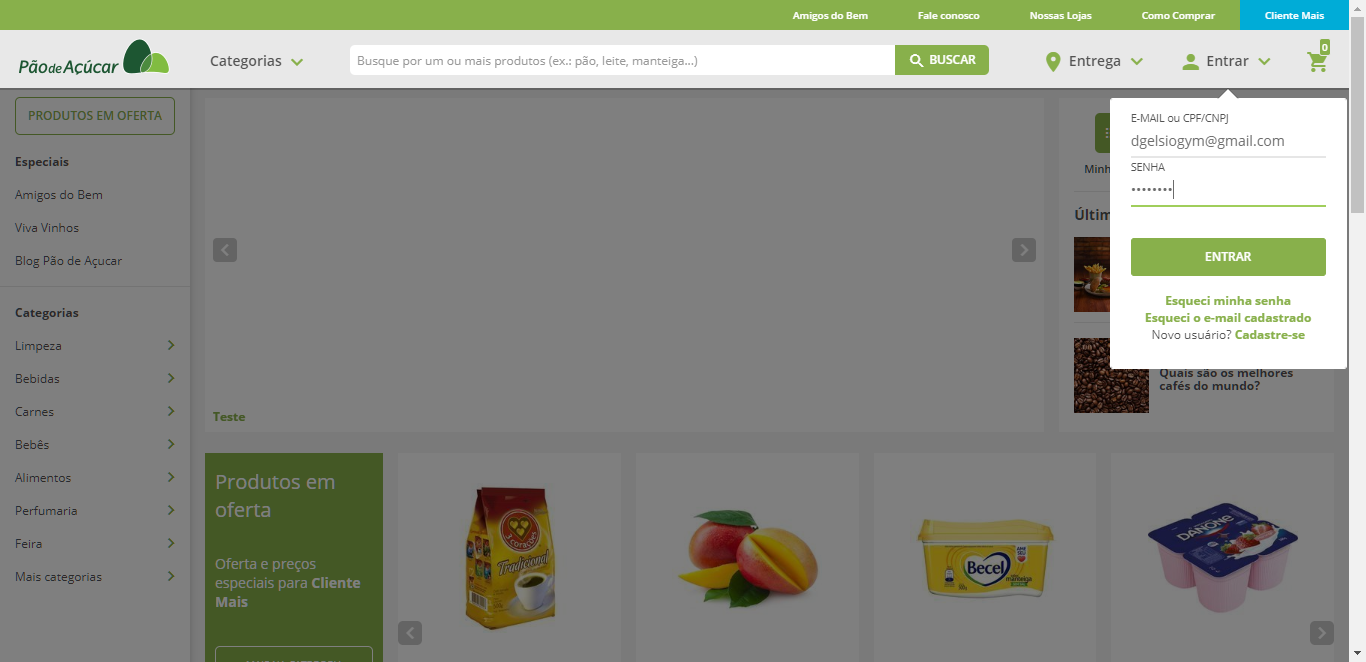 Amigos do Bem
Fale conosco
Nossas Lojas
Como Comprar
Cliente Mais
PãodeAçúcar
Categorias
Busque por um ou mais produtos (ex.: pão, leite, manteiga...)
BUSCAR
Entrega
Entrar
0
PRODUTOS EM OFERTA
Especiais
Amigos do Bem
Viva Vinhos
Blog Pão de Açucar
Categorias
Limpeza
Bebidas
Carnes
Bebês
Alimentos
Perfumaria
Feira
Mais categorias
Teste
E-MAIL ou CPF/CNPJ
dgelsiogym@gmail.com
SENHA
••••••••
ENTRAR
Esqueci minha senha
Esqueci o e-mail cadastrado
Novo usuário? Cadastre-se
Minh
Últim
Quais são os melhores
cafés do mundo?
Produtos em
oferta
Oferta e preços
especiais para Cliente
Mais
3 CORAÇÕES
Tradicional
Becel
manteiga
DANONE